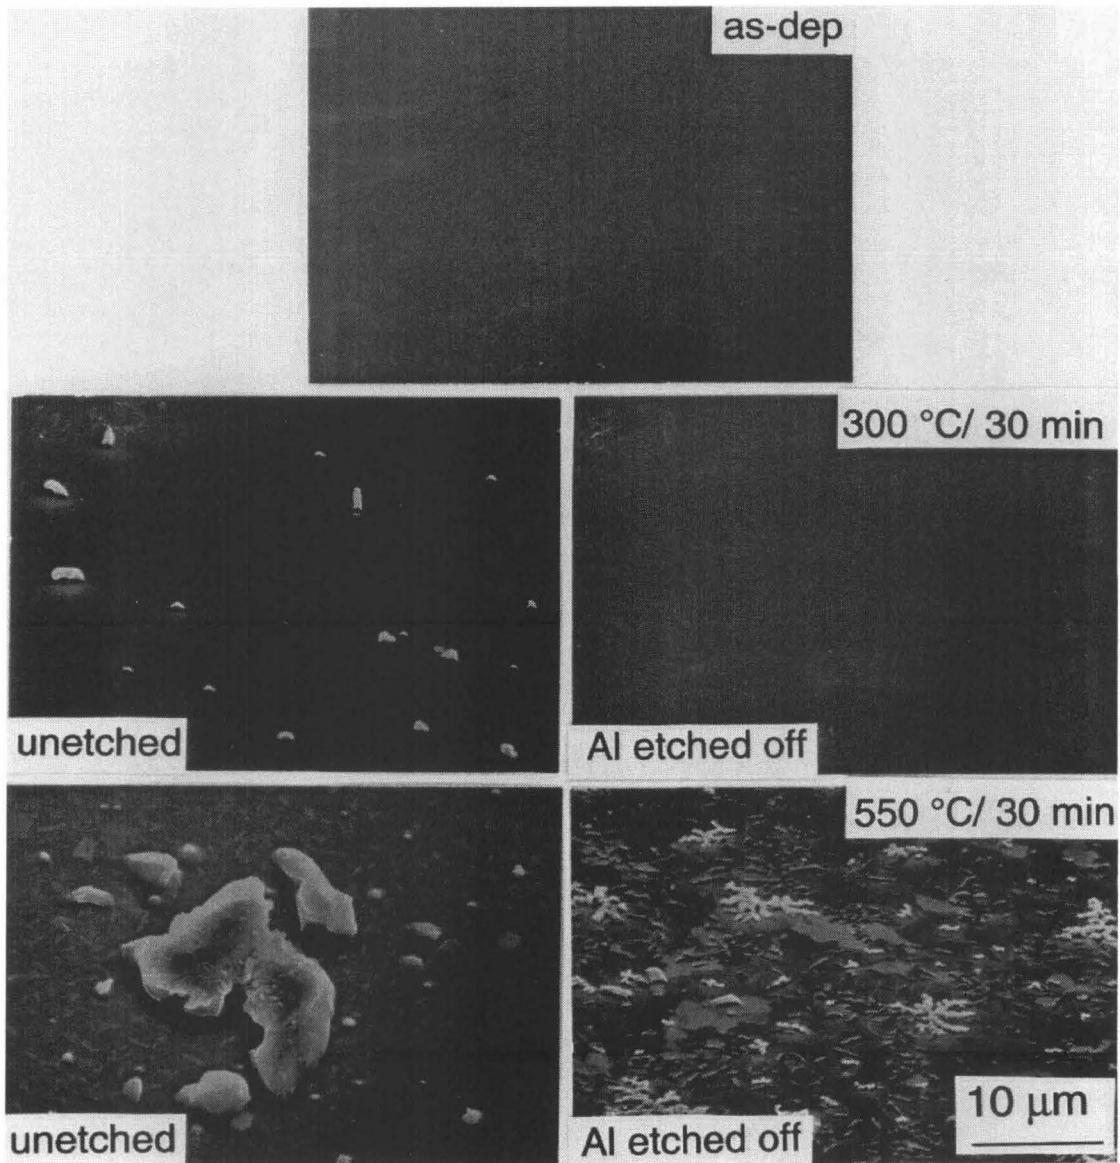 as-dep
300 °C/ 30 min
unetched
Al etched off
550 °C/ 30 min
unetched
Al etched off
10 μm